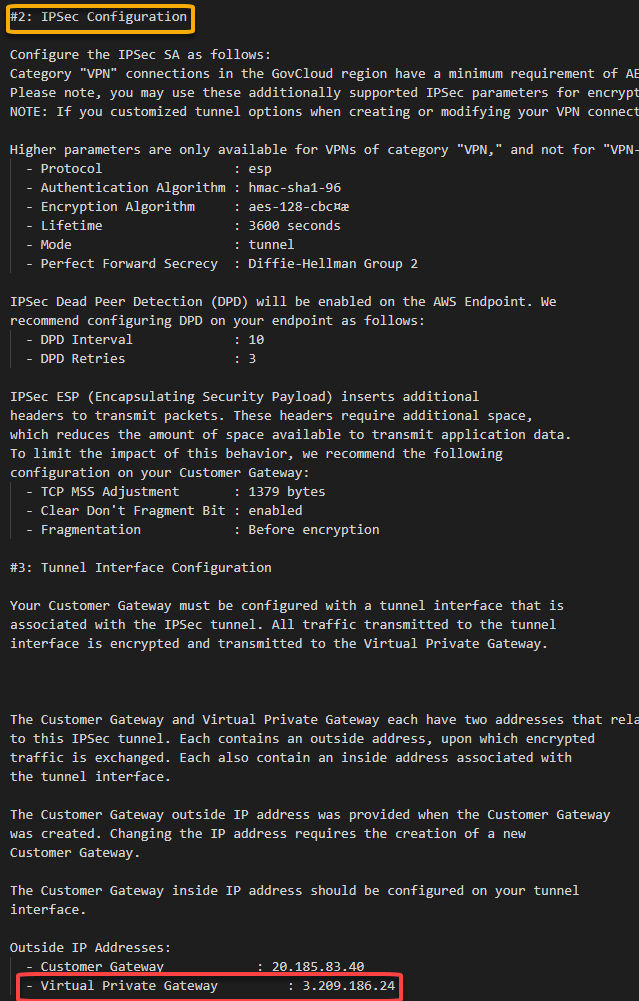 #2: IPSec Configuration
Configure the IPSec SA as follows:
Category "VPN" connections in the GovCloud region have a minimum requirement of AE
Please note, you may use these additionally supported IPSec parameters for encrypt
NOTE: If you customized tunnel options when creating or modifying your VPN connect
Higher parameters are only available for VPNs of category "VPN," and not for "VPN-
- Protocol : esp
- Authentication Algorithm : hmac-sha1-96
- Encryption Algorithm : aes-128-cbc¤æ
- Lifetime : 3600 seconds
- Mode : tunnel
- Perfect Forward Secrecy : Diffie-Hellman Group 2
IPSec Dead Peer Detection (DPD) will be enabled on the AWS Endpoint. We
recommend configuring DPD on your endpoint as follows:
- DPD Interval : 10
- DPD Retries : 3
IPSec ESP (Encapsulating Security Payload) inserts additional
headers to transmit packets. These headers require additional space,
which reduces the amount of space available to transmit application data.
To limit the impact of this behavior, we recommend the following
configuration on your Customer Gateway:
- TCP MSS Adjustment : 1379 bytes
- Clear Don't Fragment Bit : enabled
- Fragmentation : Before encryption
#3: Tunnel Interface Configuration
Your Customer Gateway must be configured with a tunnel interface that is
associated with the IPSec tunnel. All traffic transmitted to the tunnel
interface is encrypted and transmitted to the Virtual Private Gateway.
The Customer Gateway and Virtual Private Gateway each have two addresses that rela
to this IPSec tunnel. Each contains an outside address, upon which encrypted
traffic is exchanged. Each also contain an inside address associated with
the tunnel interface.
The Customer Gateway outside IP address was provided when the Customer Gateway
was created. Changing the IP address requires the creation of a new
Customer Gateway.
The Customer Gateway inside IP address should be configured on your tunnel
interface.
Outside IP Addresses:
- Customer Gateway : 20.185.83.40
- Virtual Private Gateway : 3.209.186.24